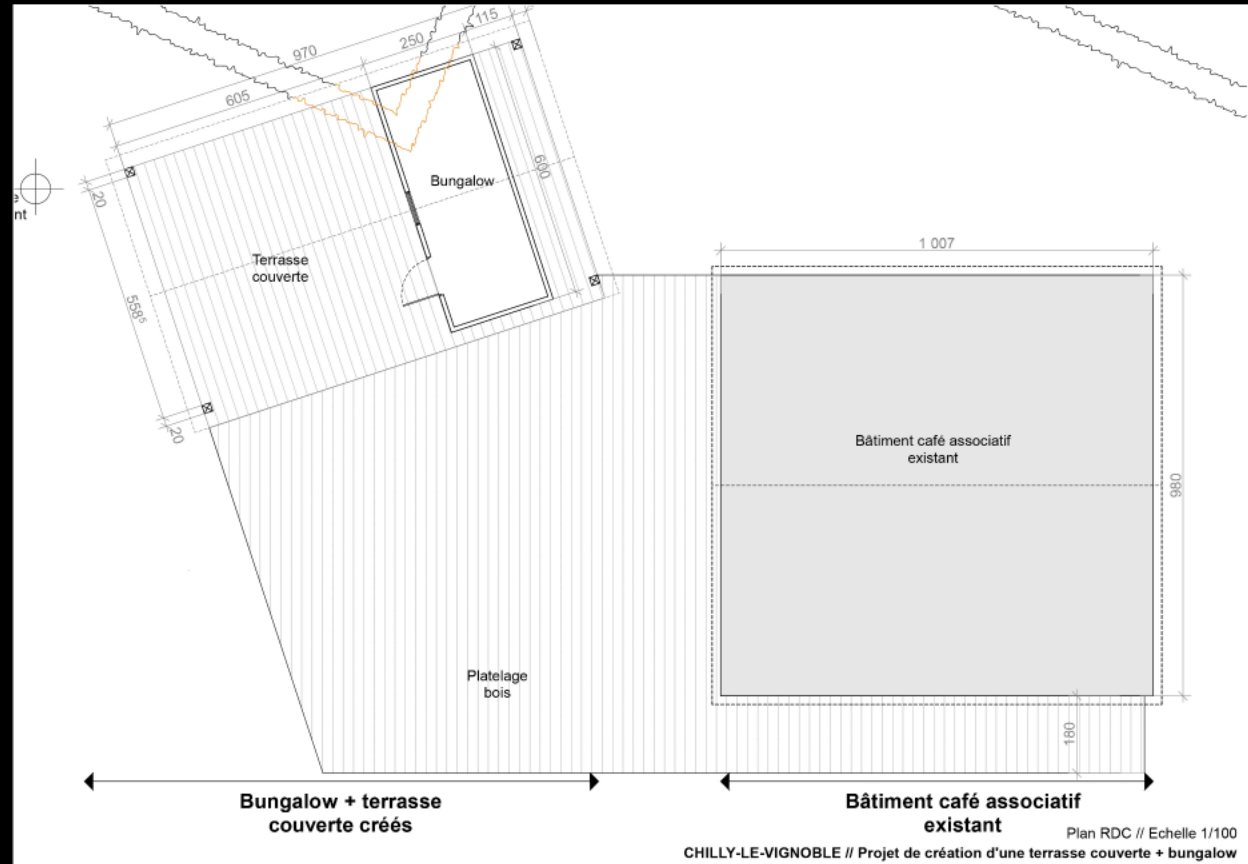 115
250
970
605
20
Bungalow
600
nt
Terrasse
couverte
1 007
558⁵
20
Bâtiment café associatif
existant
980
Platelage
bois
180
Bungalow + terrasse
couverte créés
Bâtiment café associatif
existant
Plan RDC // Echelle 1/100
CHILLY-LE-VIGNOBLE // Projet de création d'une terrasse couverte + bungalow